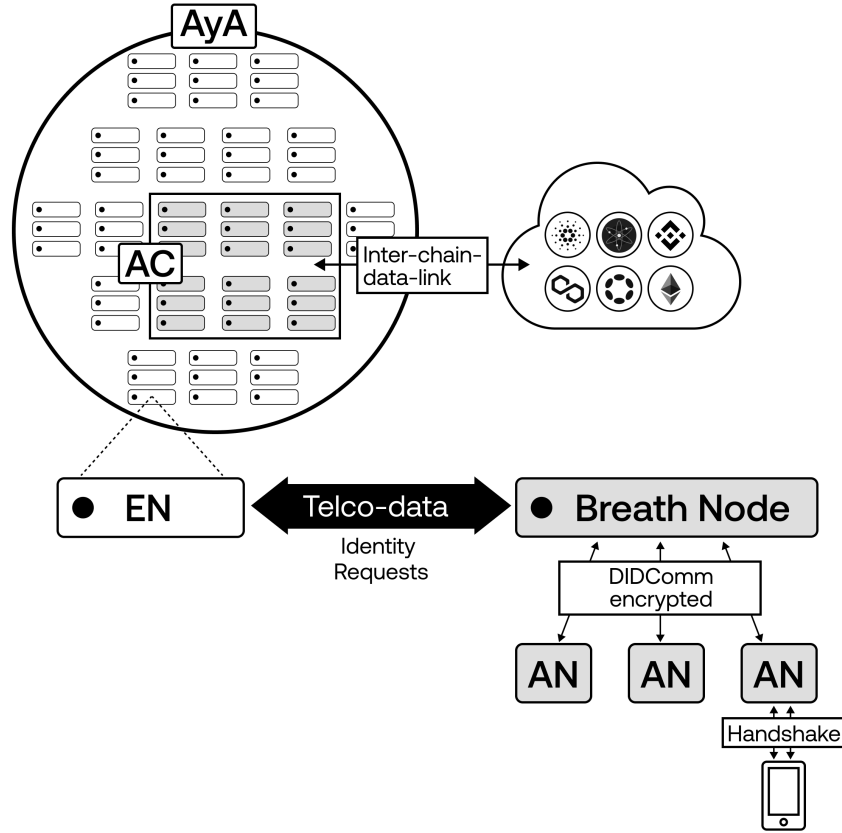 AyA
AC
Inter-chain-
data-link
EN
Telco-data
Identity
Requests
Breath Node
DIDComm
encrypted
AN
AN
AN
Handshake